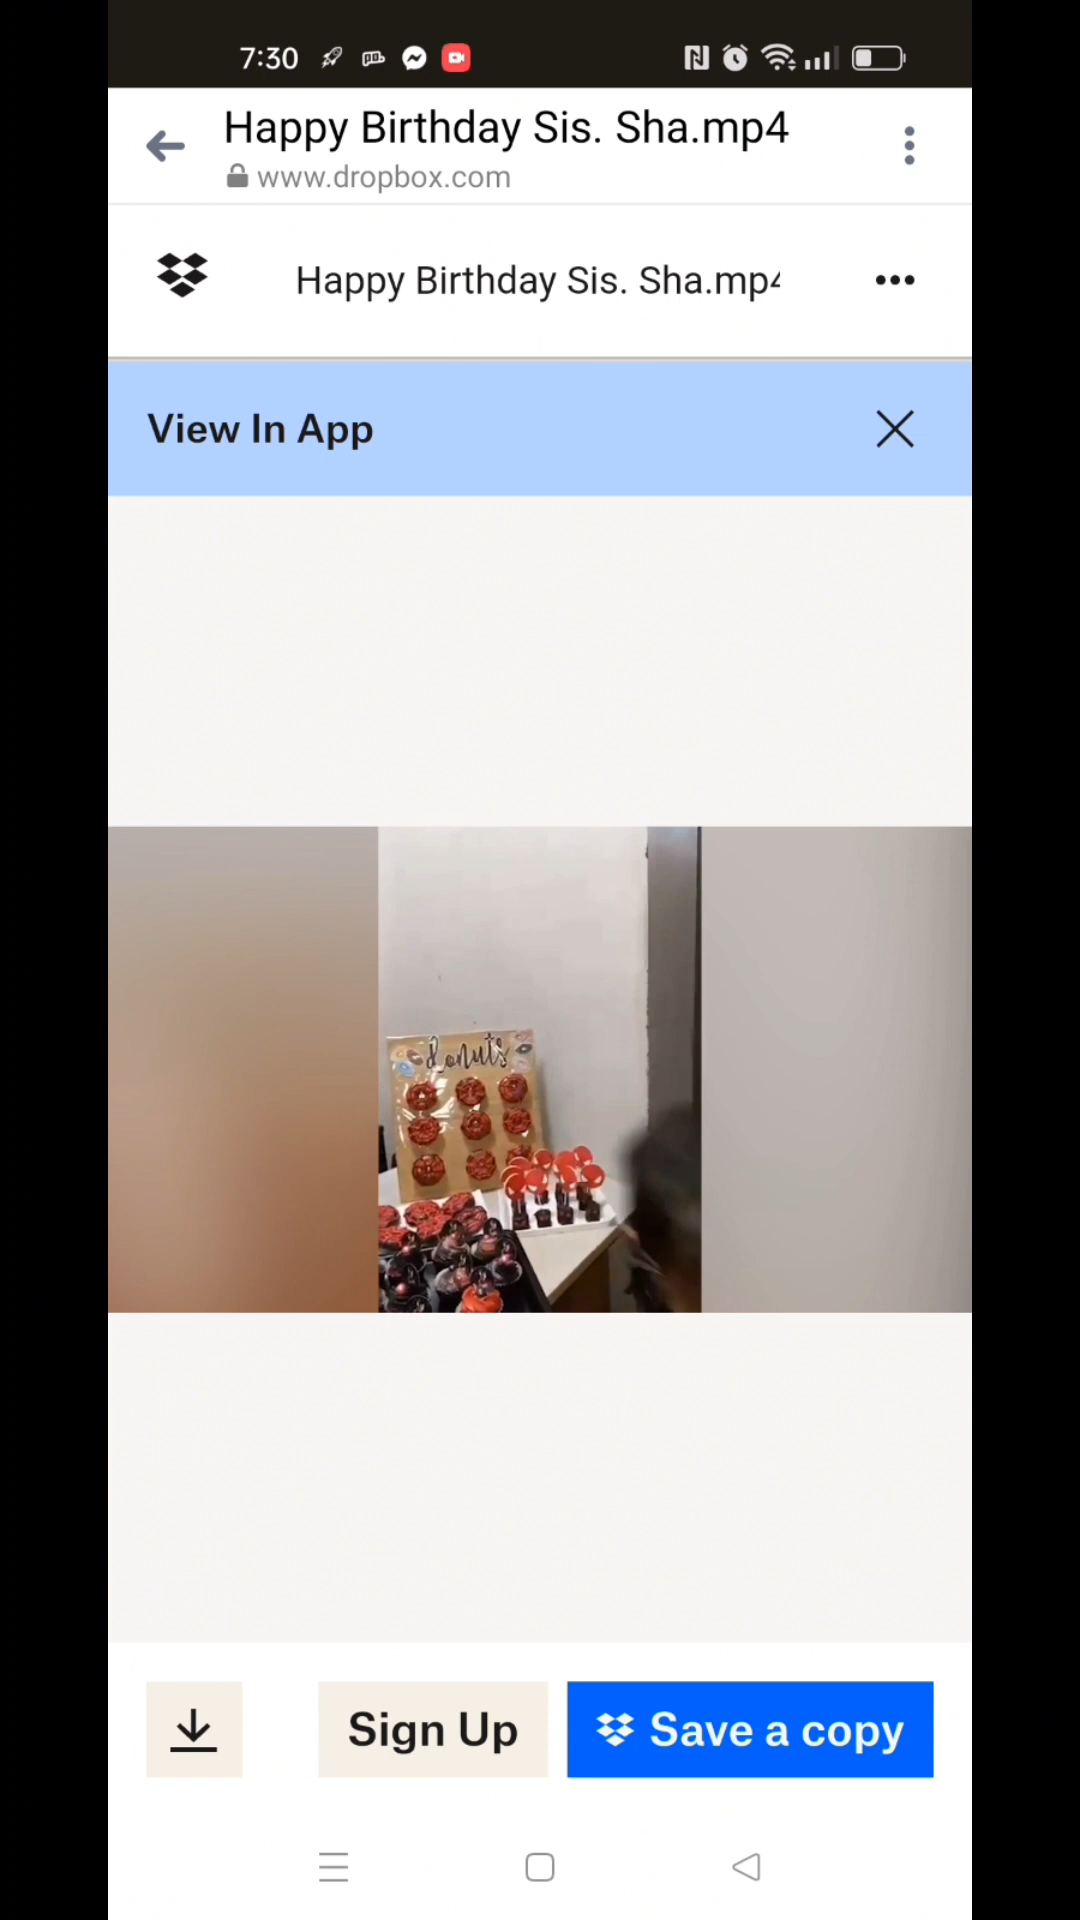 7:30
Happy Birthday Sis. Sha.mp4
www.dropbox.com
Happy Birthday Sis. Sha.mp4
View In App
donuts
Sign Up
Save a copy